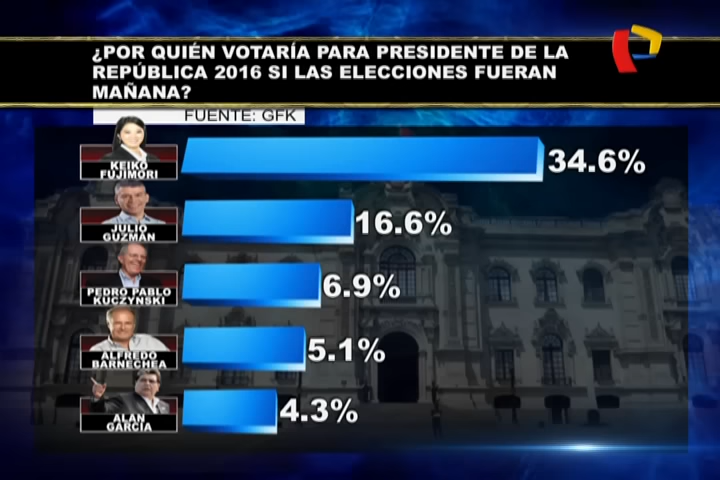 ¿POR QUIÉN VOTARÍA PARA PRESIDENTE DE LA
REPÚBLICA 2016 SI LAS ELECCIONES FUERAN
MAÑANA?
FUENTE: GFK
KEIKO
FUJIMORI
34.6%
JULIO
GUZMÁN
16.6%
PEDRO PABLO
KUCZYNSKI
6.9%
ALFREDO
BARNECHEA
5.1%
ALAN
GARCÍA
4.3%